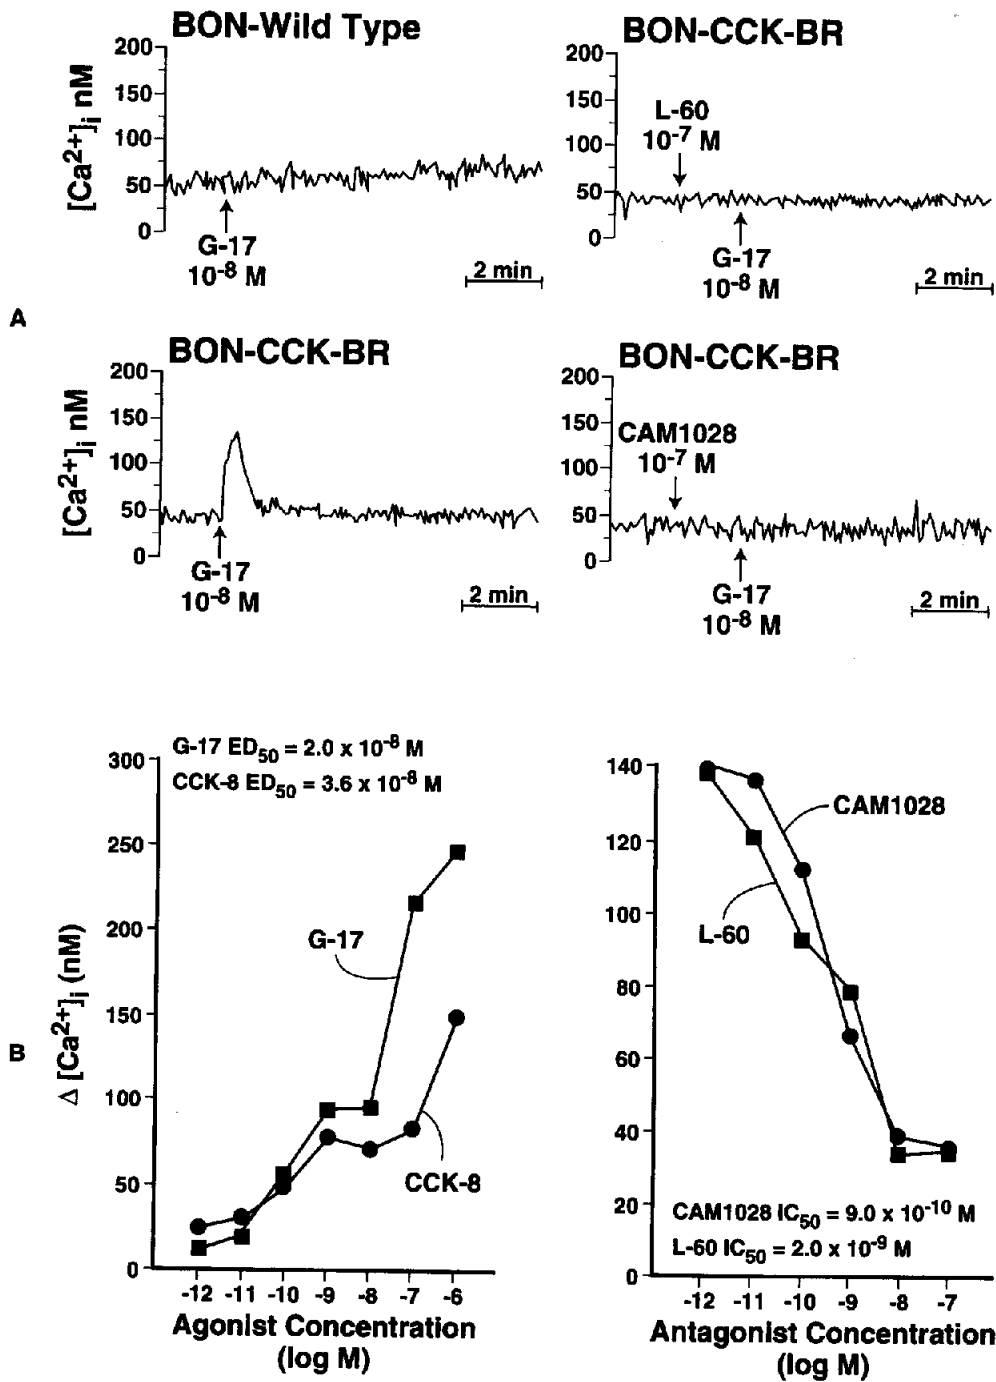 BON-Wild Type
[Ca2+]i nM
200
150
100
50
0
G-17
10-8 M
2 min
BON-CCK-BR
200
150
100
50
0
L-60
10-7 M
G-17
10-8 M
2 min
A
BON-CCK-BR
[Ca2+]i nM
200
150
100
50
0
G-17
10-8 M
2 min
BON-CCK-BR
200
150
100
50
0
CAM1028
10-7 M
G-17
10-8 M
2 min
B
G-17 ED50 = 2.0 x 10-8 M
CCK-8 ED50 = 3.6 x 10-8 M
Δ [Ca2+]i (nM)
300
250
200
150
100
50
0
G-17
CCK-8
-12 -11 -10 -9 -8 -7 -6
Agonist Concentration
(log M)
140
120
100
80
60
40
20
0
CAM1028
L-60
CAM1028 IC50 = 9.0 x 10-10 M
L-60 IC50 = 2.0 x 10-9 M
-12 -11 -10 -9 -8 -7
Antagonist Concentration
(log M)